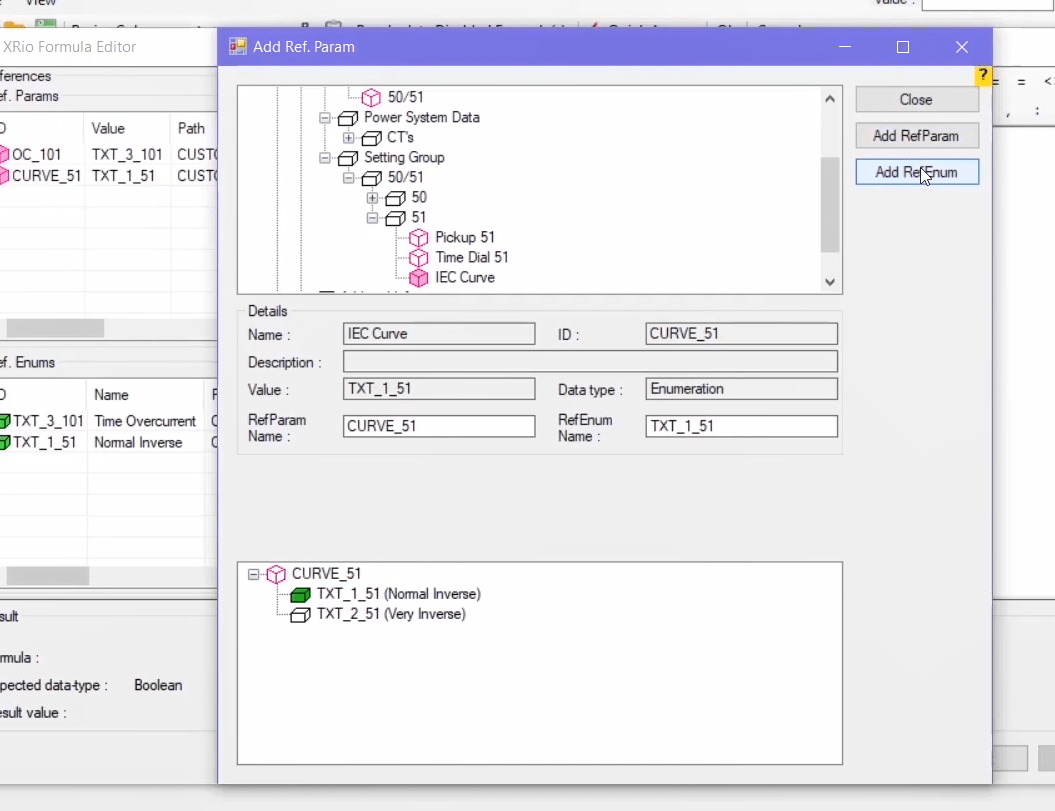 View
Value :
XRio Formula Editor
Add Ref. Param
?
ferences
ef. Params
Value
Path
OC_101
TXT_3_101
CUSTO
CURVE_51
TXT_1_51
CUSTO
50/51
Power System Data
CT's
Setting Group
50/51
50
51
Pickup 51
Time Dial 51
IEC Curve
Close
Add RefParam
Add RefEnum
= = <
, :
Details
Name :
IEC Curve
ID :
CURVE_51
Description :
Value :
TXT_1_51
Data type :
Enumeration
RefParam
Name :
CURVE_51
RefEnum
Name :
TXT_1_51
ef. Enums
Name
TXT_3_101
Time Overcurrent
TXT_1_51
Normal Inverse
CURVE_51
TXT_1_51 (Normal Inverse)
TXT_2_51 (Very Inverse)
sult
rmula :
pected data-type :
Boolean
esult value :